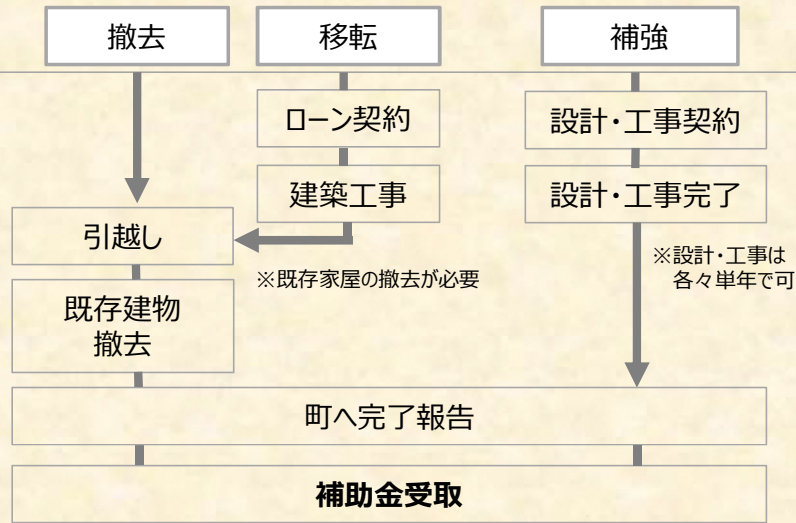 撤去
移転
補強
ローン契約
設計・工事契約
建築工事
設計・工事完了
引越し
※設計・工事は
各々単年で可
※既存家屋の撤去が必要
既存建物
撤去
町へ完了報告
補助金受取